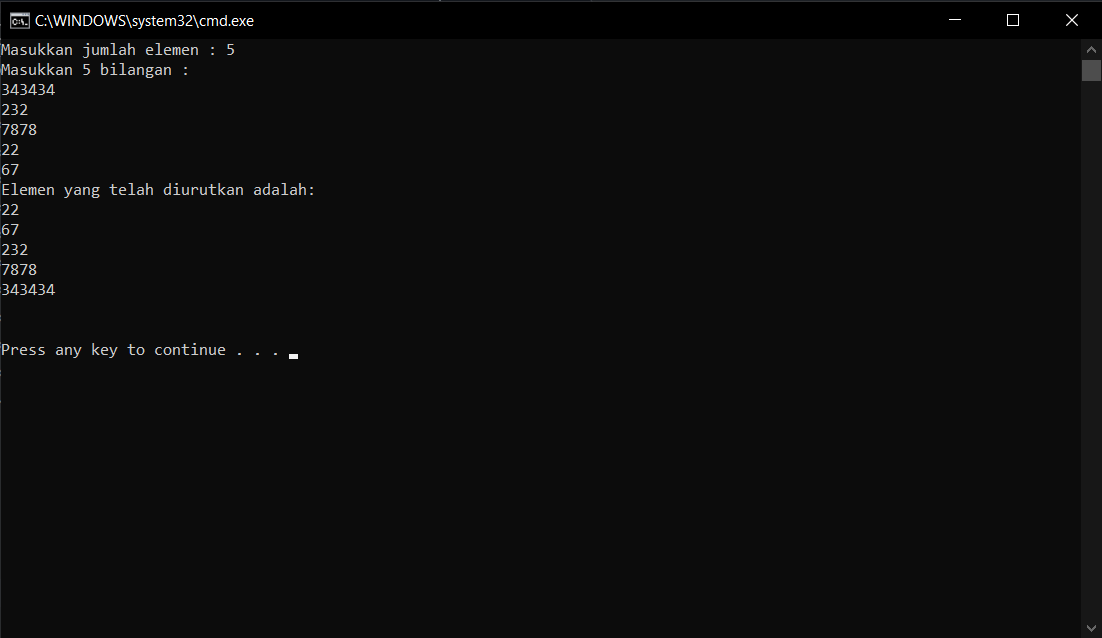 C:\WINDOWS\system32\cmd.exe
Masukkan jumlah elemen : 5
Masukkan 5 bilangan :
343434
232
7878
22
67
Elemen yang telah diurutkan adalah:
22
67
232
7878
343434
Press any key to continue . . .